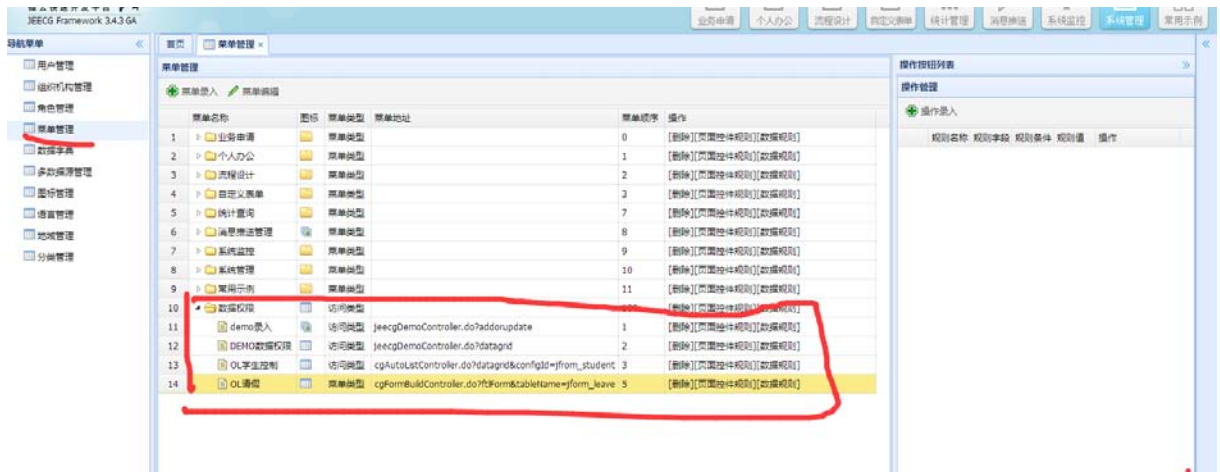 JEECG Framework 3.4.3 GA
业务申请 个人办公 流程设计 自定义表单 统计管理 消息推送 系统监控 系统管理 常用示例
导航菜单
首页 菜单管理
用户管理
组织机构管理
角色管理
菜单管理
数据字典
多数据源管理
图标管理
语言管理
地域管理
分类管理
菜单管理
菜单录入 菜单编辑
菜单名称 图标 菜单类型 菜单地址 菜单顺序 操作
1 业务申请 菜单类型 0 [删除][页面控件规则][数据规则]
2 个人办公 菜单类型 1 [删除][页面控件规则][数据规则]
3 流程设计 菜单类型 2 [删除][页面控件规则][数据规则]
4 自定义表单 菜单类型 3 [删除][页面控件规则][数据规则]
5 统计查询 菜单类型 7 [删除][页面控件规则][数据规则]
6 消息推送管理 菜单类型 8 [删除][页面控件规则][数据规则]
7 系统监控 菜单类型 9 [删除][页面控件规则][数据规则]
8 系统管理 菜单类型 10 [删除][页面控件规则][数据规则]
9 常用示例 菜单类型 11 [删除][页面控件规则][数据规则]
10 数据权限 访问类型 [删除][页面控件规则][数据规则]
11 demo录入 访问类型 jeecgDemoController.do?addorupdate 1 [删除][页面控件规则][数据规则]
12 DEMO数据权限 访问类型 jeecgDemoController.do?datagrid 2 [删除][页面控件规则][数据规则]
13 OL学生控制 访问类型 cgAutoListController.do?datagrid&configId=jfrom_student 3 [删除][页面控件规则][数据规则]
14 OL请假 菜单类型 cgFormBuildController.do?ftlForm&tableName=jform_leave 5 [删除][页面控件规则][数据规则]
操作按钮列表
操作管理
操作录入
规则名称 规则字段 规则条件 规则值 操作